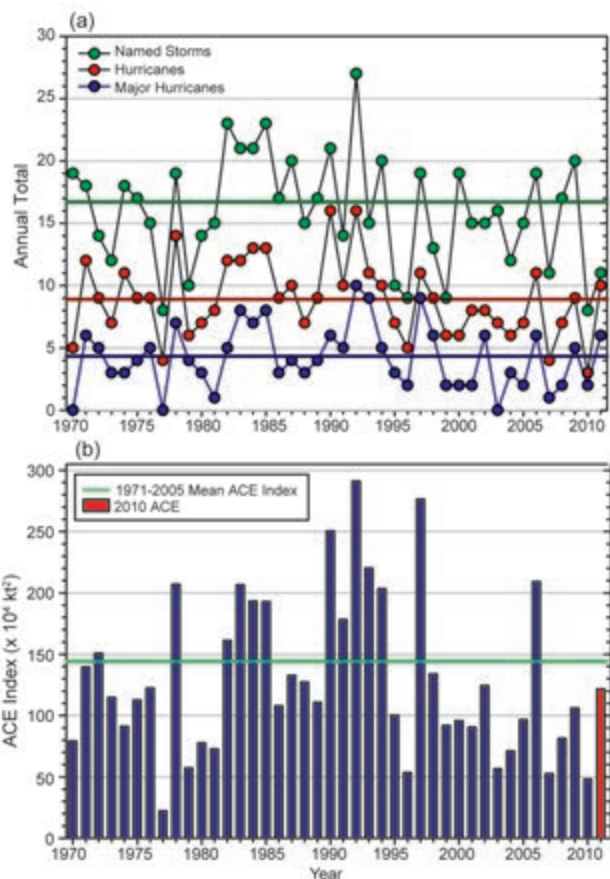 (a)
30
25
20
15
10
5
0
Annual Total
Named Storms
Hurricanes
Major Hurricanes
1970 1975 1980 1985 1990 1995 2000 2005 2010
(b)
300
250
200
150
100
50
0
ACE Index (x 10⁴ kt²)
1971-2005 Mean ACE Index
2010 ACE
1970 1975 1980 1985 1990 1995 2000 2005 2010
Year